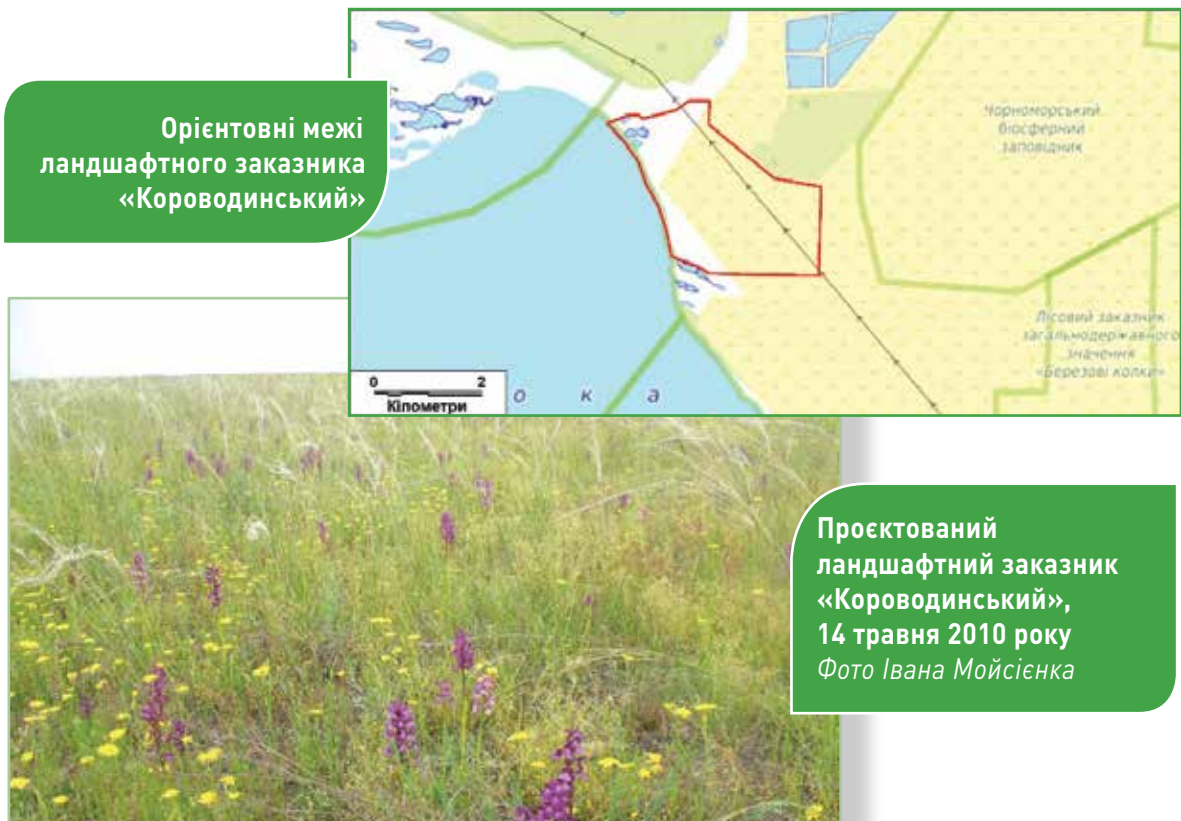 Орієнтовні межі
ландшафтного заказника
«Короводинський»
Чорноморський
біосферний
заповідник
Лісовий заказник
загальнодержавного
значення
«Березові колки»
0 2
Кілометри
о к а
Проєктований
ландшафтний заказник
«Короводинський»,
14 травня 2010 року
Фото Івана Мойсієнка